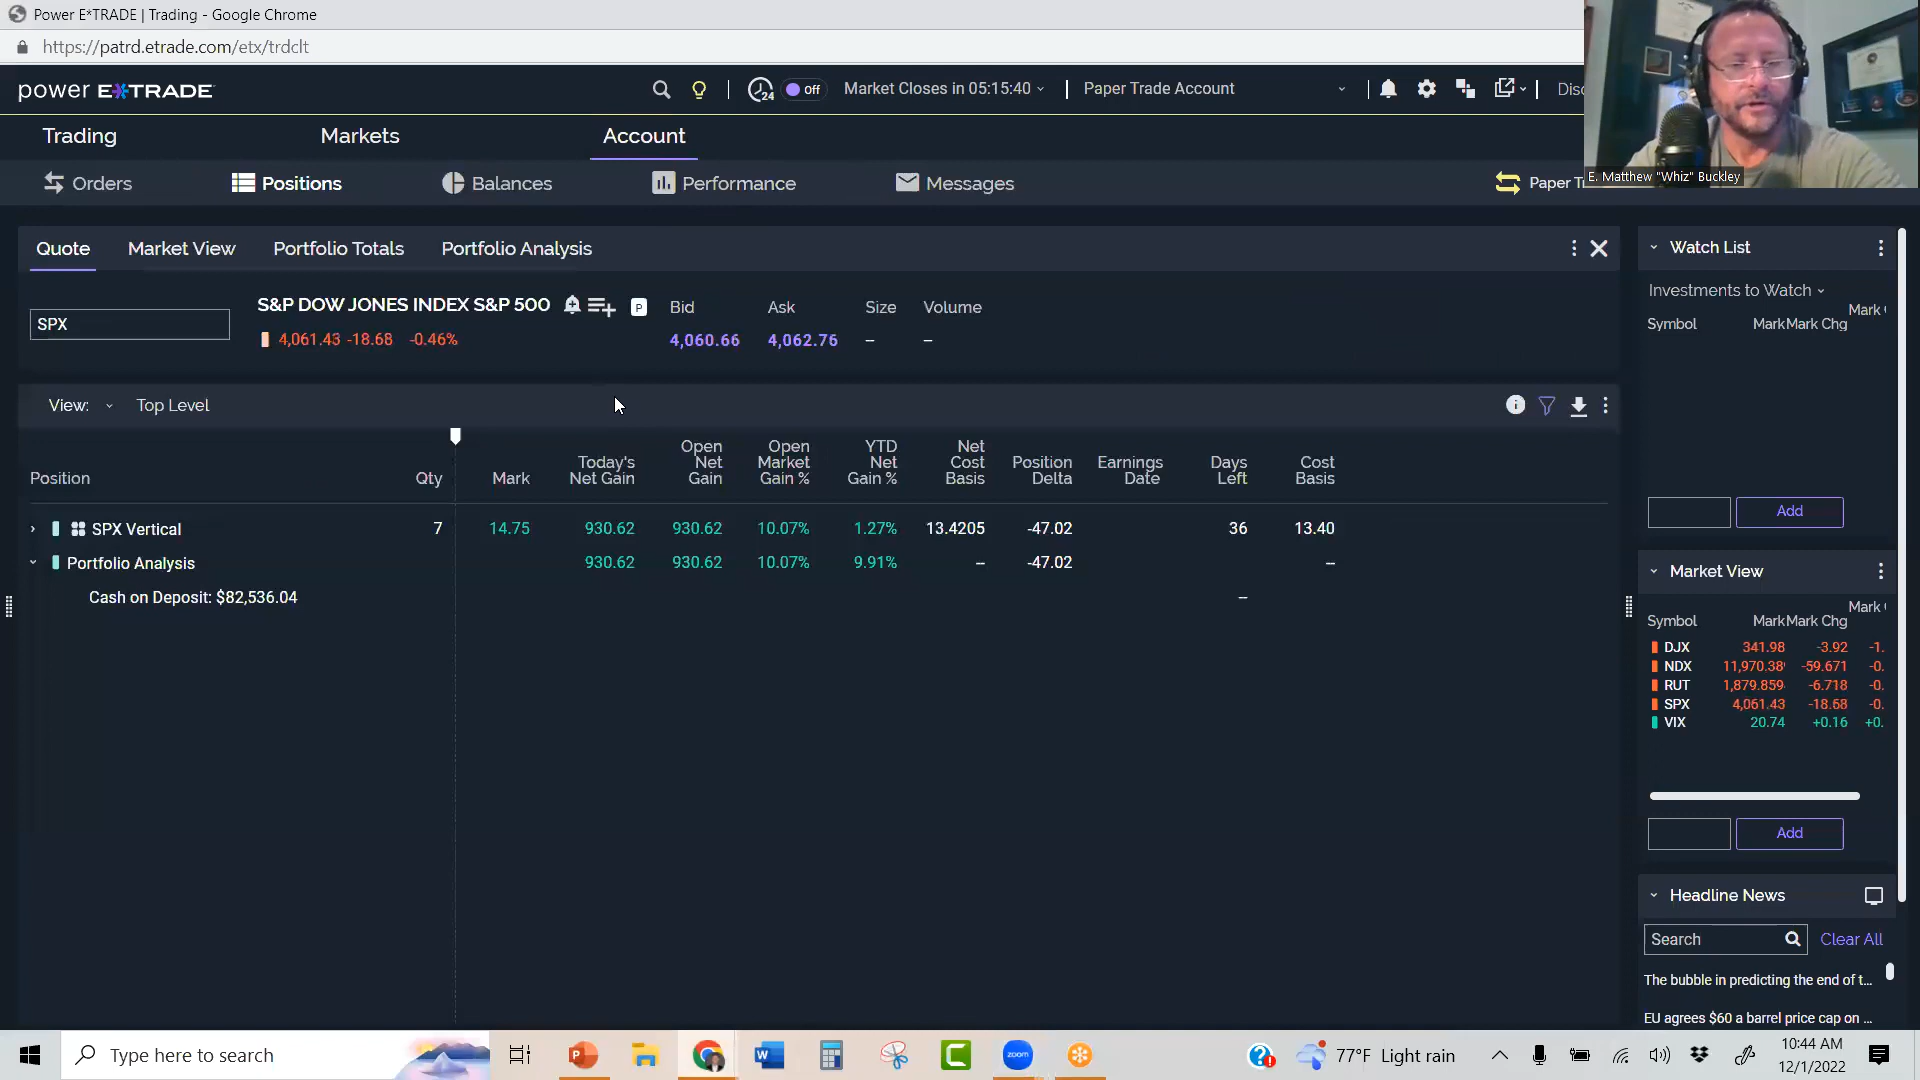 Power E*TRADE | Trading - Google Chrome
https://patrd.etrade.com/etx/trdclt
power E*TRADE
24
Off
Market Closes in 05:15:40
Paper Trade Account
Trading
Markets
Account
Orders
Positions
Balances
Performance
Messages
E. Matthew "Whiz" Buckley
Quote
Market View
Portfolio Totals
Portfolio Analysis
SPX
S&P DOW JONES INDEX S&P 500
P
4,061.43 -18.68 -0.46%
Bid
4,060.66
Ask
4,062.76
Size
–
Volume
–
View:
Top Level
Position
Qty
Mark
Today's Net Gain
Open Net Gain
Open Market Gain %
YTD Net Gain %
Net Cost Basis
Position Delta
Earnings Date
Days Left
Cost Basis
SPX Vertical 7 14.75 930.62 930.62 10.07% 1.27% 13.4205 -47.02 36 13.40
Portfolio Analysis 930.62 930.62 10.07% 9.91% – -47.02 –
Cash on Deposit: $82,536.04 –
Watch List
Investments to Watch
Symbol Mark Mark Chg Mark
Add
Market View
Symbol Mark Mark Chg Mark
DJX 341.98 -3.92 -1.
NDX 11,970.38 -59.671 -0.
RUT 1,879.859 -6.718 -0.
SPX 4,061.43 -18.68 -0.
VIX 20.74 +0.16 +0.
Add
Headline News
Search
Clear All
The bubble in predicting the end of t...
EU agrees $60 a barrel price cap on ...
Type here to search
zoom
77°F Light rain
10:44 AM
12/1/2022